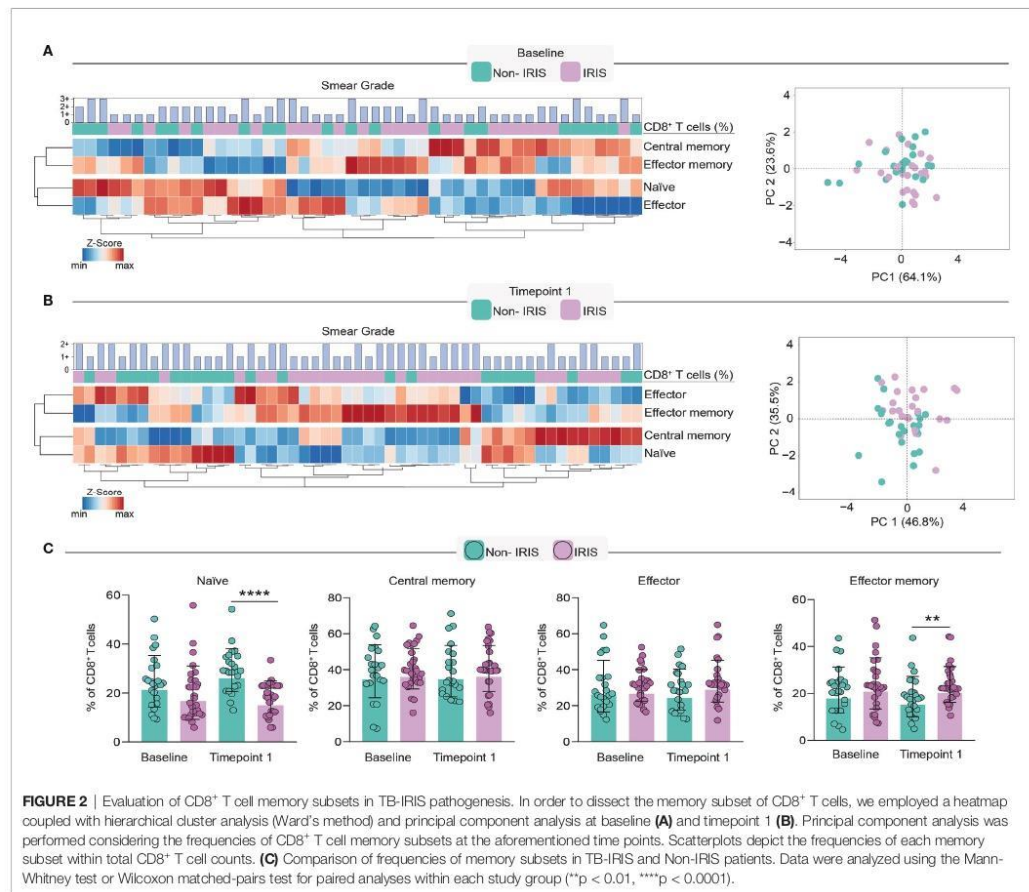 A
Baseline
Non- IRIS IRIS
Smear Grade
3+
2+
1+
0
CD8+ T cells (%)
Central memory
Effector memory
Naïve
Effector
Z-Score
min max
4
2
0
−2
−4
PC 2 (23.6%)
−4 0 4
PC1 (64.1%)
B
Timepoint 1
Non- IRIS IRIS
Smear Grade
2+
1+
0
CD8+ T cells (%)
Effector
Effector memory
Central memory
Naïve
Z-Score
min max
4
2
0
−2
−4
PC 2 (35.5%)
−4 0 4
PC 1 (46.8%)
C
Non- IRIS IRIS
Naïve
60
40
20
0
% of CD8+ T cells
****
Baseline Timepoint 1
Central memory
80
60
40
20
0
% of CD8+ T cells
Baseline Timepoint 1
Effector
80
60
40
20
0
% of CD8+ T cells
Baseline Timepoint 1
Effector memory
60
40
20
0
% of CD8+ T cells
**
Baseline Timepoint 1
FIGURE 2 | Evaluation of CD8+ T cell memory subsets in TB-IRIS pathogenesis. In order to dissect the memory subset of CD8+ T cells, we employed a heatmap
coupled with hierarchical cluster analysis (Ward's method) and principal component analysis at baseline (A) and timepoint 1 (B). Principal component analysis was
performed considering the frequencies of CD8+ T cell memory subsets at the aforementioned time points. Scatterplots depict the frequencies of each memory
subset within total CD8+ T cell counts. (C) Comparison of frequencies of memory subsets in TB-IRIS and Non-IRIS patients. Data were analyzed using the Mann-
Whitney test or Wilcoxon matched-pairs test for paired analyses within each study group (**p < 0.01, ****p < 0.0001).